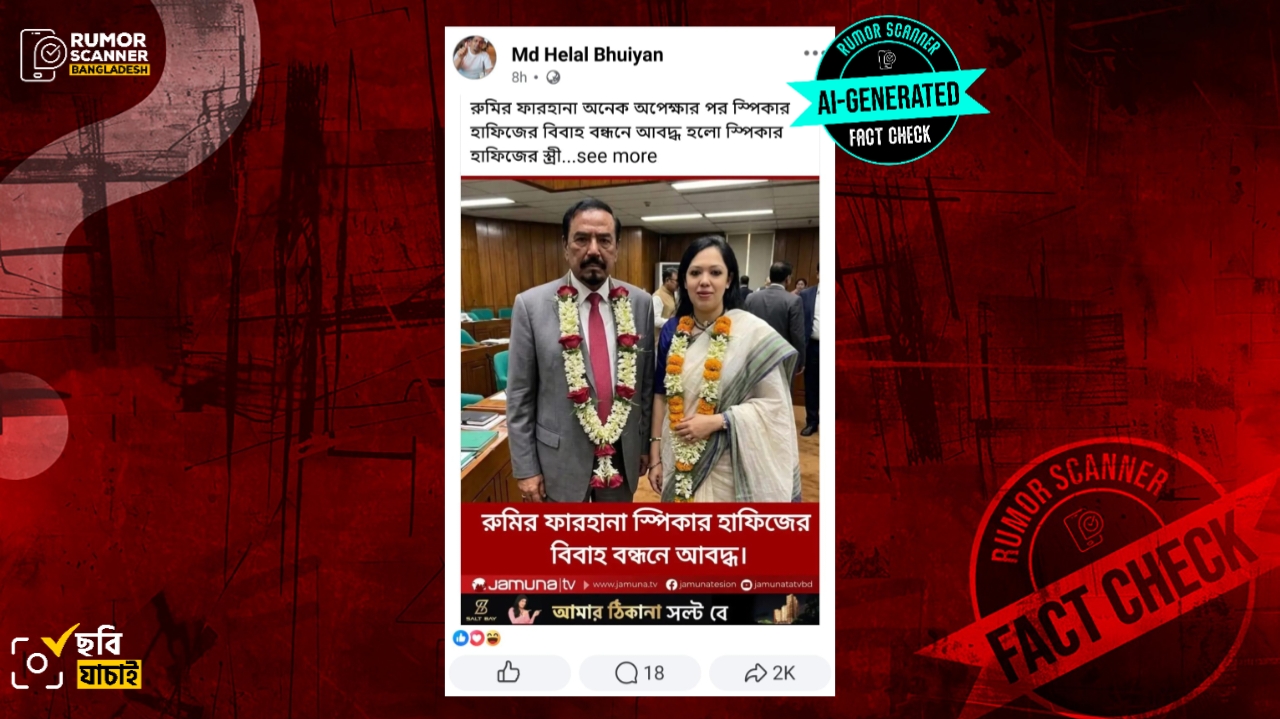 RUMOR
SCANNER
BANGLADESH
Md Helal Bhuiyan
8h
রুমির ফারহানা অনেক অপেক্ষার পর স্পিকার
হাফিজের বিবাহ বন্ধনে আবদ্ধ হলো স্পিকার
হাফিজের স্ত্রী...see more
RUMOR SCANNER
AI-GENERATED
FACT CHECK
রুমির ফারহানা স্পিকার হাফিজের
বিবাহ বন্ধনে আবদ্ধ।
Jamuna|tv www.jamuna.tv jamunatesion jamunatatvbd
SALT BAY আমার ঠিকানা সল্ট বে
18 2K
RUMOR SCANNER
FACT CHECK
ছবি
যাচাই